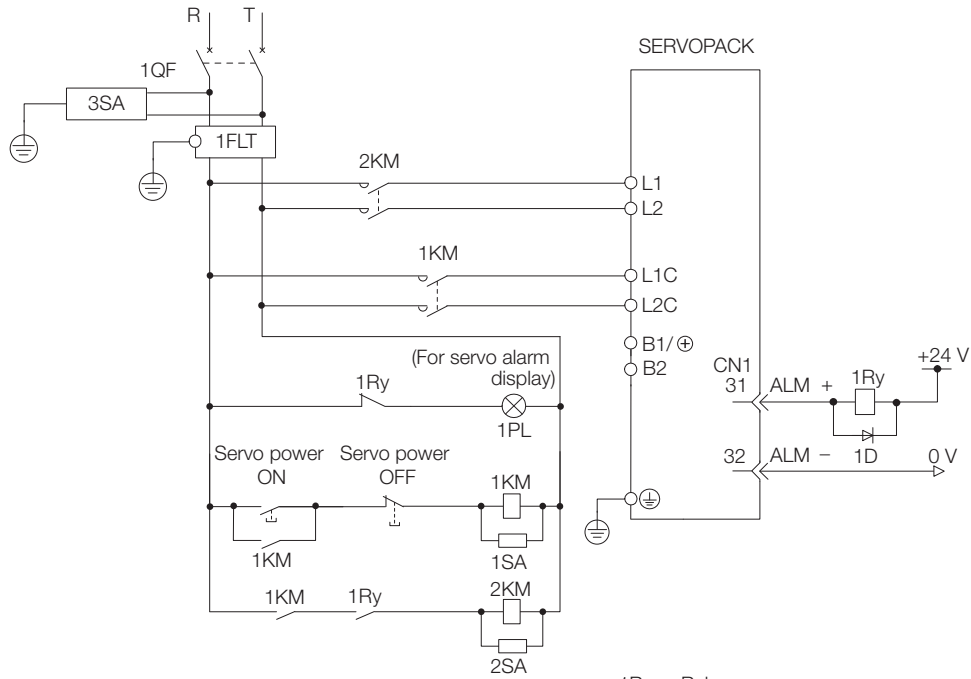 R T
SERVOPACK
1QF
3SA
1FLT
2KM
L1
L2
1KM
L1C
L2C
B1/⊕
B2
(For servo alarm
display)
1Ry
1PL
CN1
+24 V
31 ALM + 1Ry
1D
32 ALM − 0 V
Servo power
ON
Servo power
OFF
1KM
1KM
1SA
1KM 1Ry 2KM
2SA